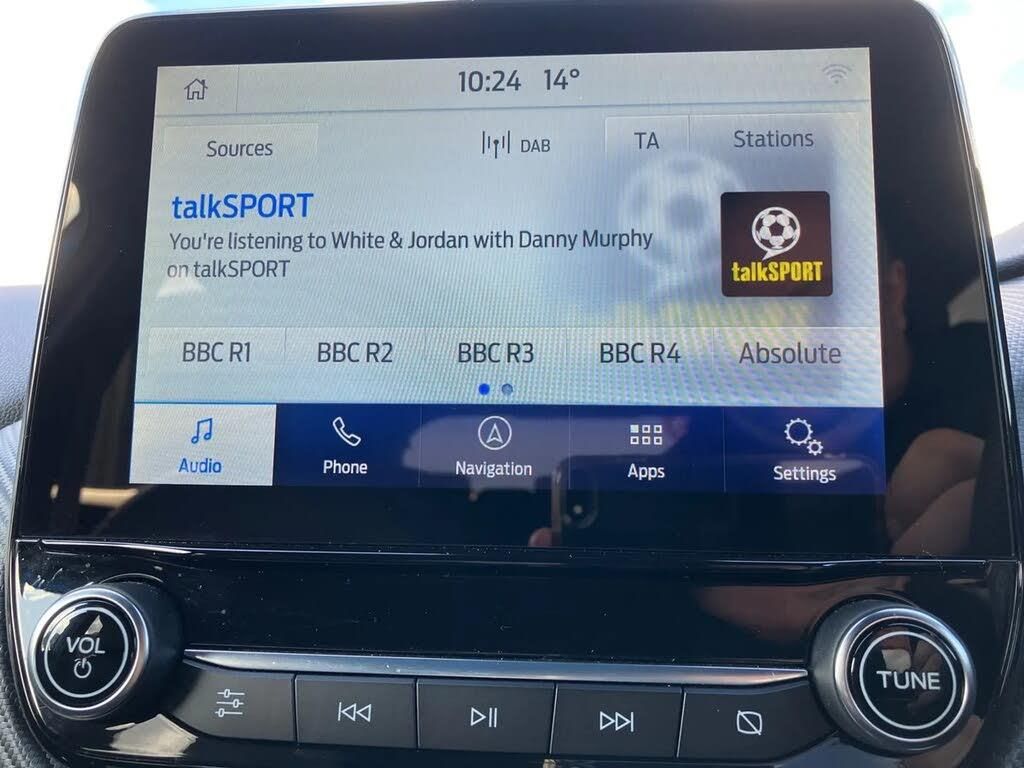 10:24 14°
Sources
DAB
TA
Stations
talkSPORT
You're listening to White & Jordan with Danny Murphy
on talkSPORT
talkSPORT
BBC R1
BBC R2
BBC R3
BBC R4
Absolute
Audio
Phone
Navigation
Apps
Settings
VOL
TUNE